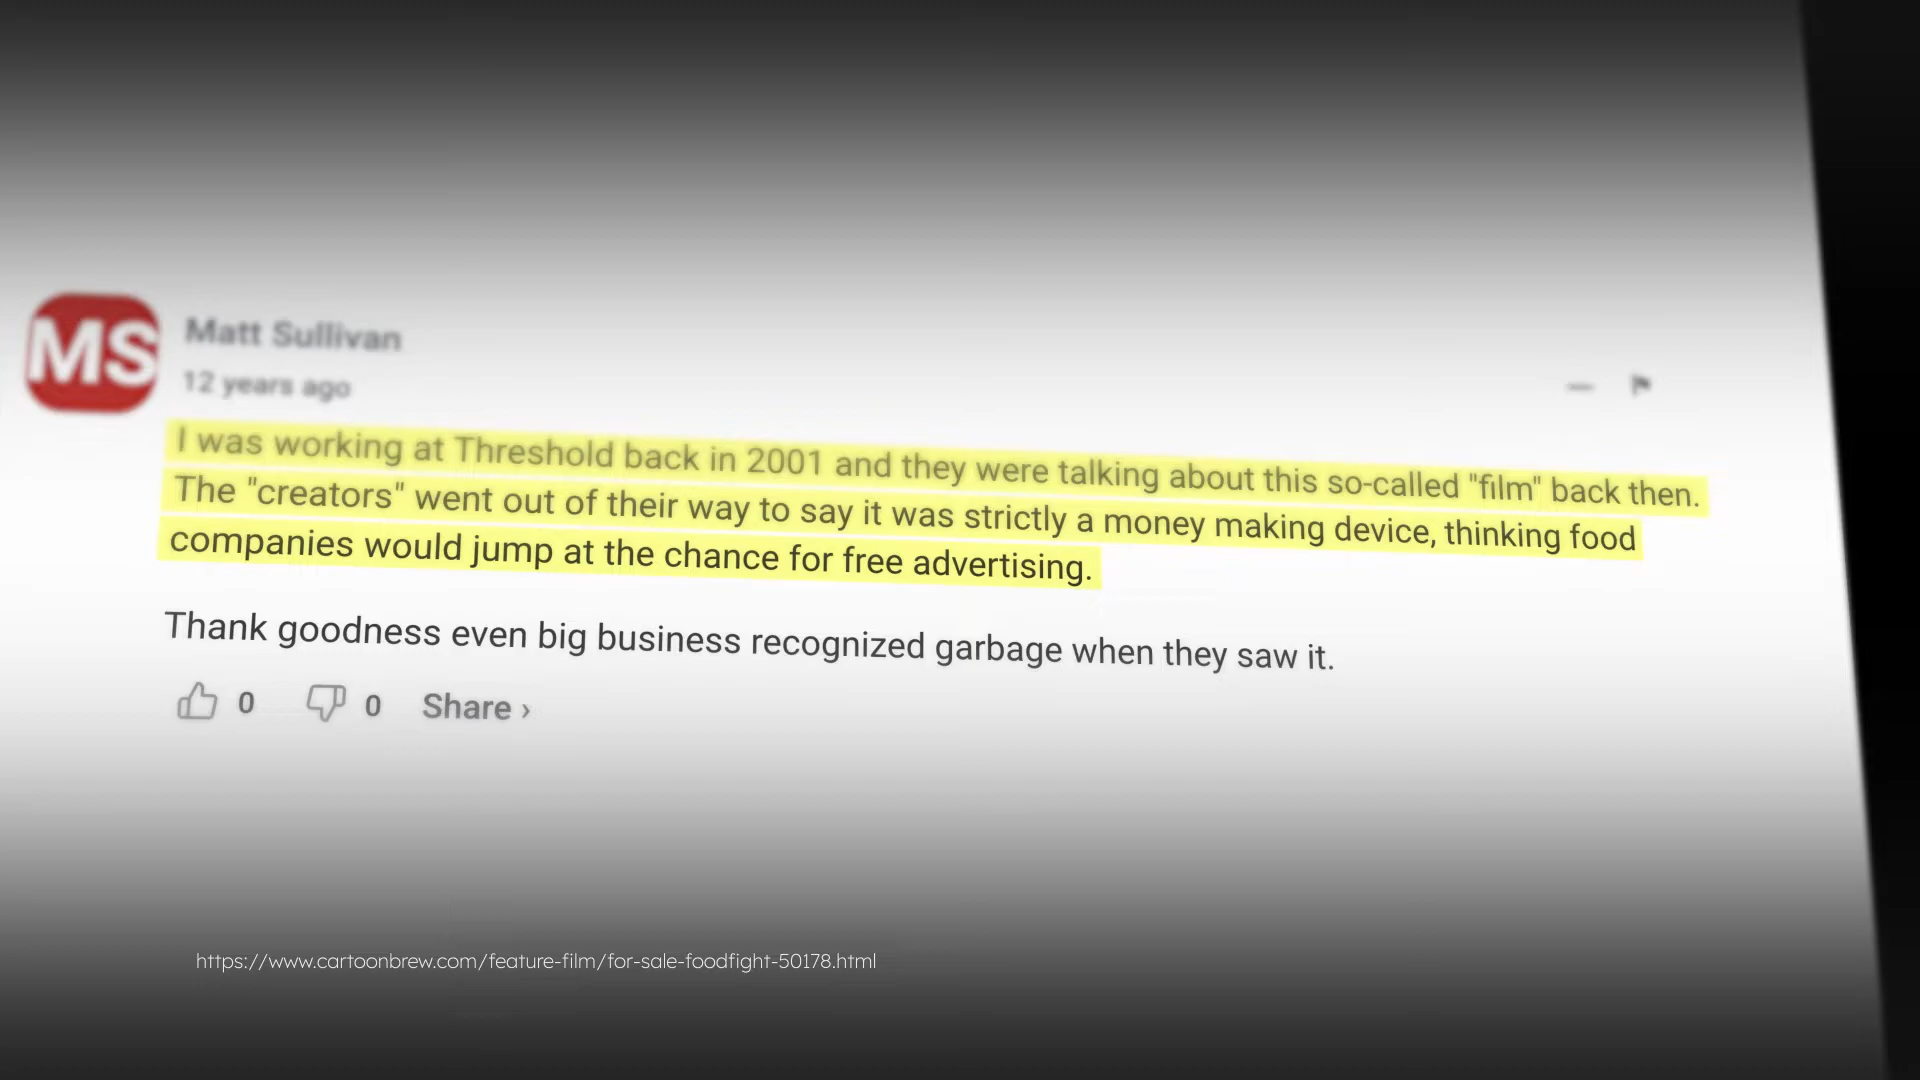 MS
Matt Sullivan
12 years ago
I was working at Threshold back in 2001 and they were talking about this so-called "film" back then.
The "creators" went out of their way to say it was strictly a money making device, thinking food
companies would jump at the chance for free advertising.
Thank goodness even big business recognized garbage when they saw it.
0 0 Share ›
https://www.cartoonbrew.com/feature-film/for-sale-foodfight-50178.html